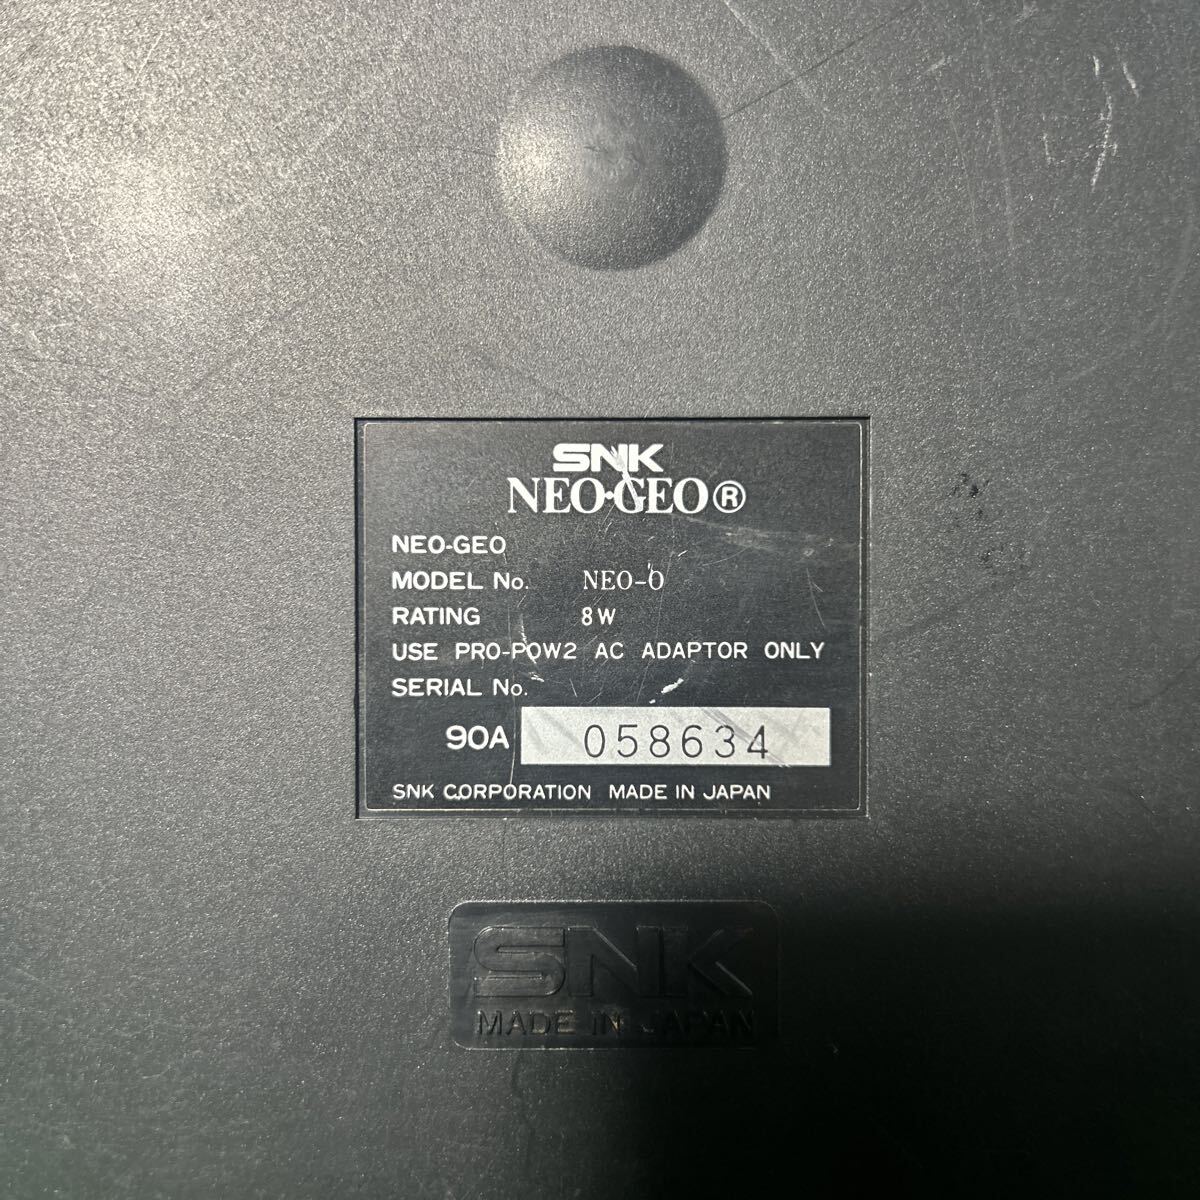 SNK
NEO·GEO®
NEO-GEO
MODEL No. NEO-0
RATING 8W
USE PRO-POW2 AC ADAPTOR ONLY
SERIAL No.
90A 058634
SNK CORPORATION MADE IN JAPAN
SNK
MADE IN JAPAN